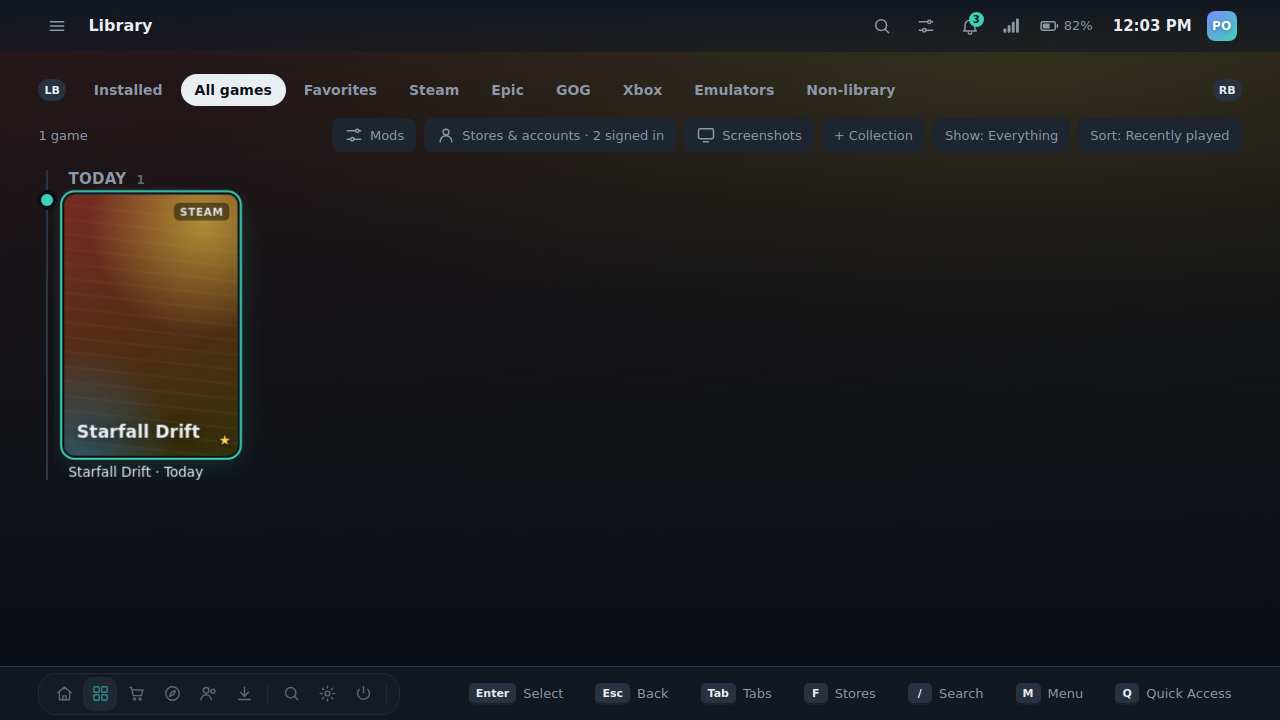 Library
3
82%
12:03 PM
PO
LB
Installed
All games
Favorites
Steam
Epic
GOG
Xbox
Emulators
Non-library
RB
1 game
Mods
Stores & accounts · 2 signed in
Screenshots
+ Collection
Show: Everything
Sort: Recently played
TODAY 1
STEAM
Starfall Drift
Starfall Drift · Today
Enter Select
Esc Back
Tab Tabs
F Stores
/ Search
M Menu
Q Quick Access